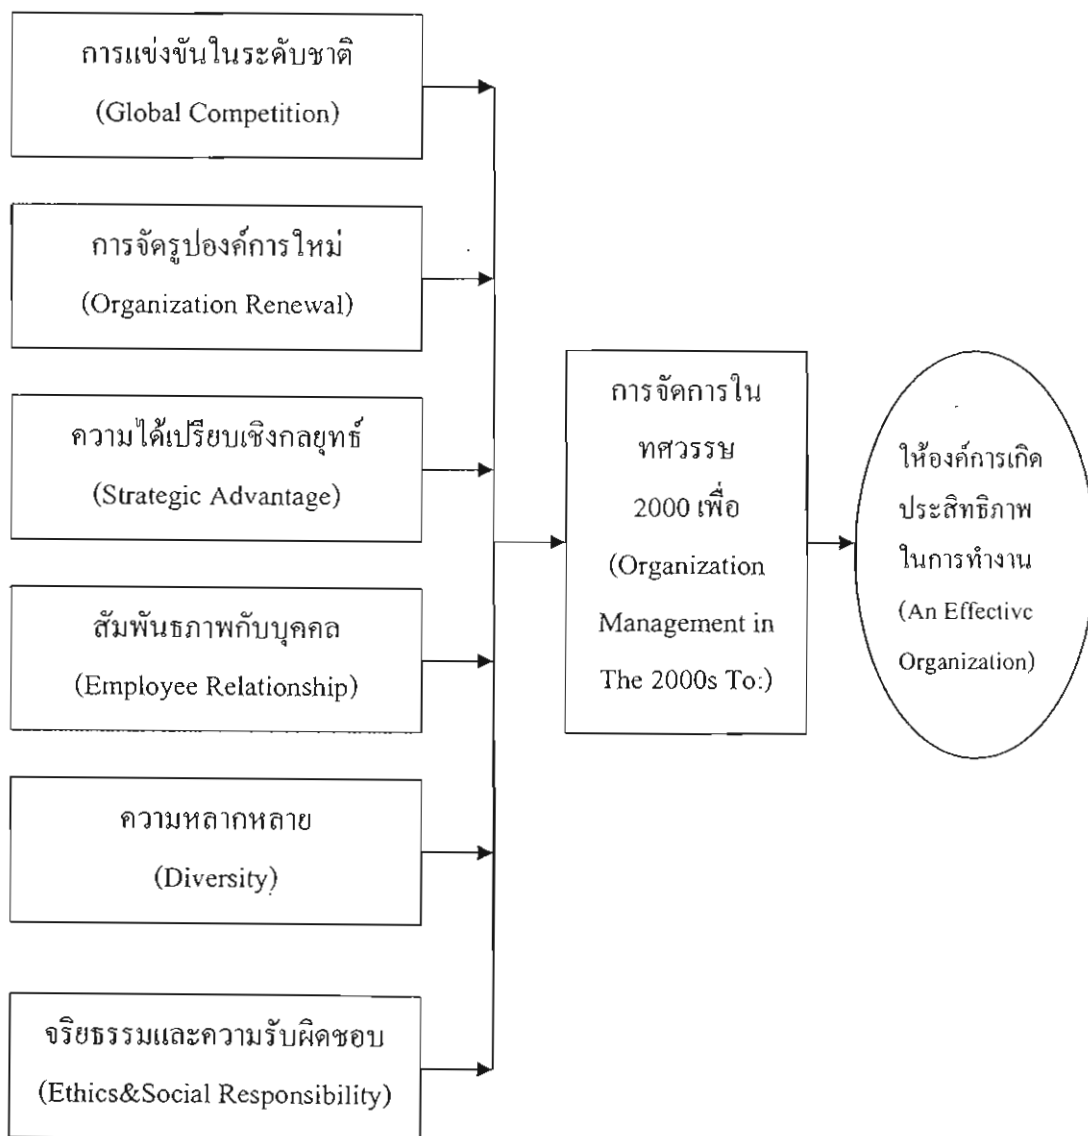 การแข่งขันในระดับชาติ
(Global Competition)
การจัดรูปองค์การใหม่
(Organization Renewal)
ความได้เปรียบเชิงกลยุทธ์
(Strategic Advantage)
สัมพันธภาพกับบุคคล
(Employee Relationship)
ความหลากหลาย
(Diversity)
จริยธรรมและความรับผิดชอบ
(Ethics&Social Responsibility)
การจัดการใน
ทศวรรษ
2000 เพื่อ
(Organization
Management in
The 2000s To:)
ให้องค์การเกิด
ประสิทธิภาพ
ในการทำงาน
(An Effective
Organization)